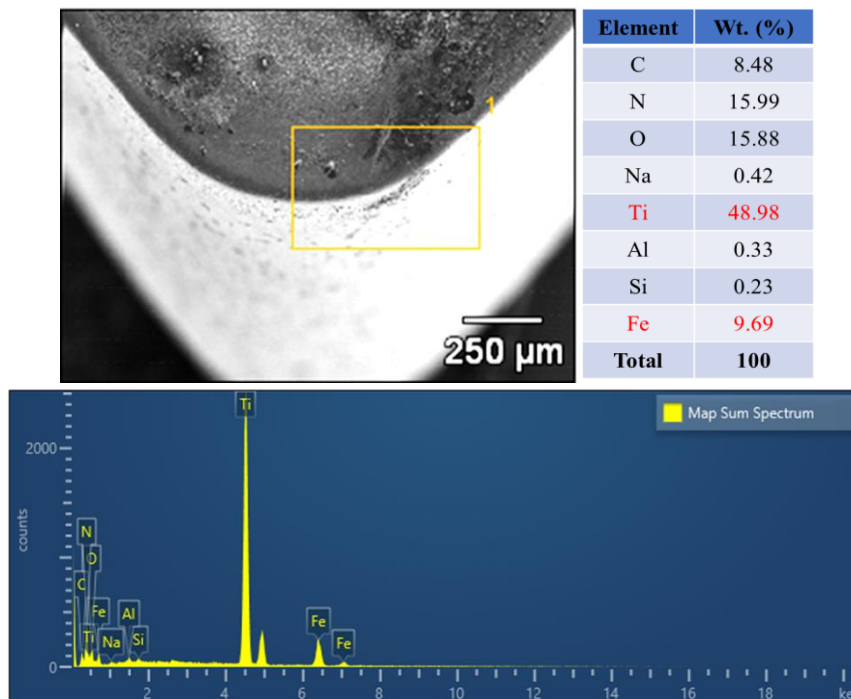 1
250 µm
Element Wt. (%)
C 8.48
N 15.99
O 15.88
Na 0.42
Ti 48.98
Al 0.33
Si 0.23
Fe 9.69
Total 100
Map Sum Spectrum
Ti
2000
counts
N
O
C
Fe
Al
Ti
Na
Si
Fe
Fe
0
2 4 6 8 10 12 14 16 18 ke